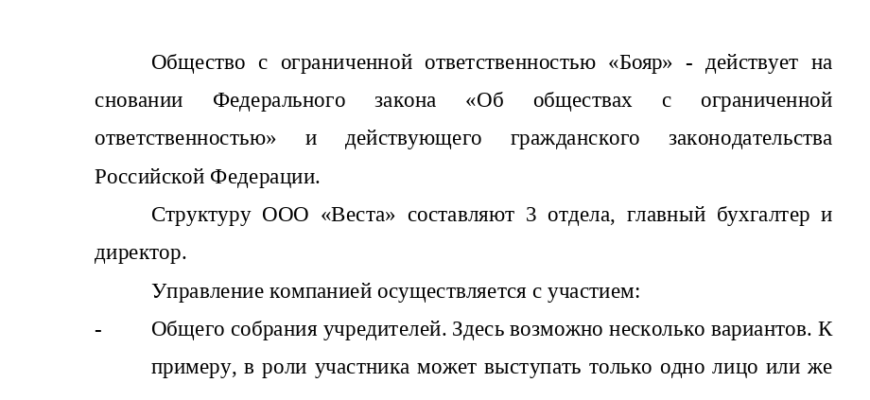 Общество с ограниченной ответственностью «Бояр» - действует на
сновании Федерального закона «Об обществах с ограниченной
ответственностью» и действующего гражданского законодательства
Российской Федерации.
Структуру ООО «Веста» составляют 3 отдела, главный бухгалтер и
директор.
Управление компанией осуществляется с участием:
- Общего собрания учредителей. Здесь возможно несколько вариантов. К
примеру, в роли участника может выступать только одно лицо или же